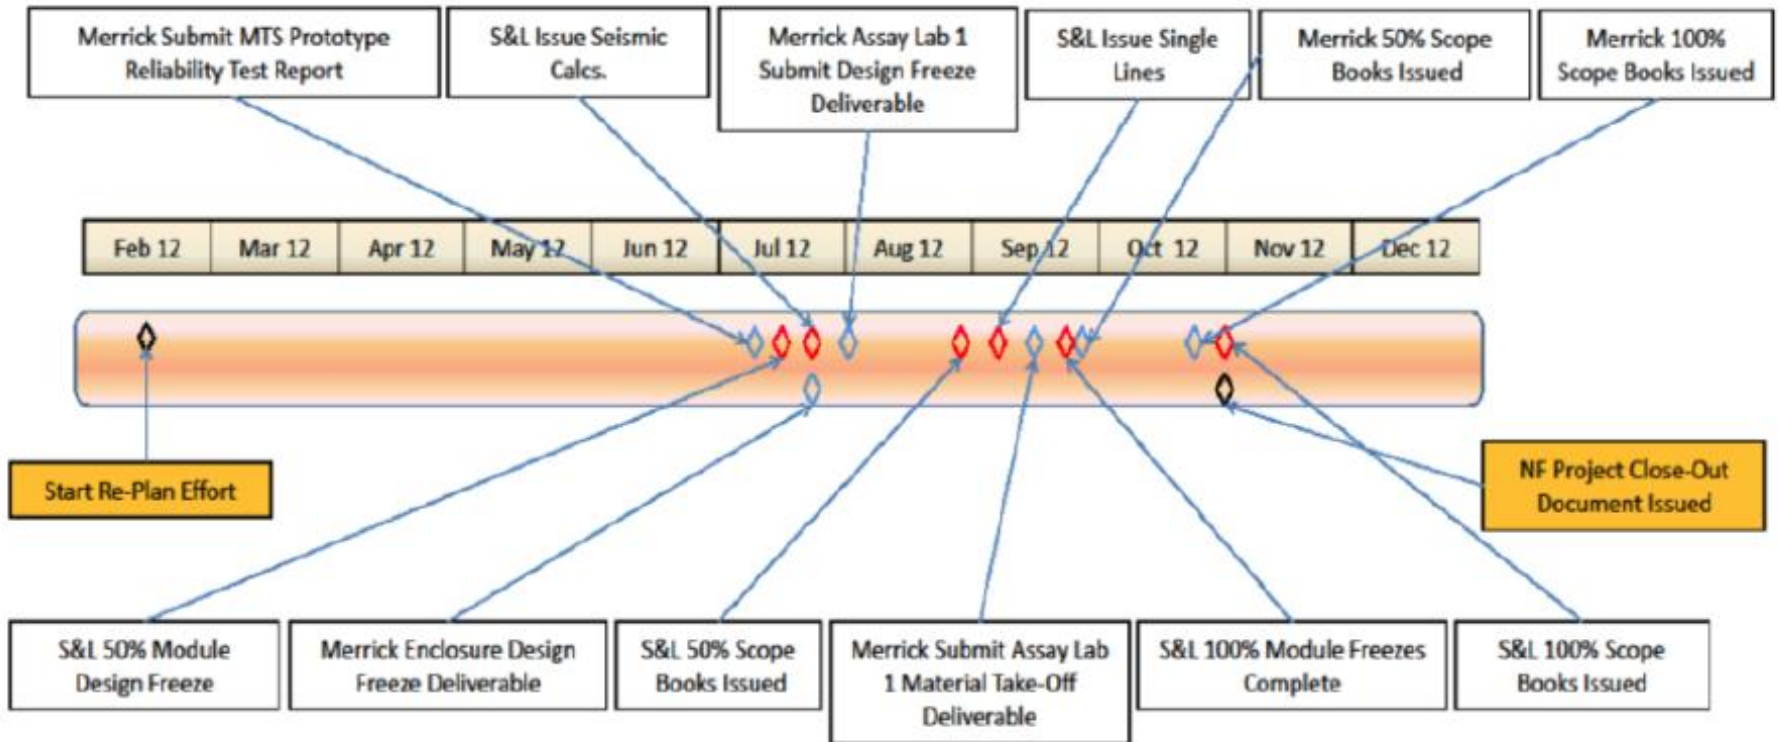 Merrick Submit MTS Prototype
Reliability Test Report
S&L Issue Seismic
Calcs.
Merrick Assay Lab 1
Submit Design Freeze
Deliverable
S&L Issue Single
Lines
Merrick 50% Scope
Books Issued
Merrick 100%
Scope Books Issued
Feb 12
Mar 12
Apr 12
May 12
Jun 12
Jul 12
Aug 12
Sep 12
Oct 12
Nov 12
Dec 12
Start Re-Plan Effort
NF Project Close-Out
Document Issued
S&L 50% Module
Design Freeze
Merrick Enclosure Design
Freeze Deliverable
S&L 50% Scope
Books Issued
Merrick Submit Assay Lab
1 Material Take-Off
Deliverable
S&L 100% Module Freezes
Complete
S&L 100% Scope
Books Issued